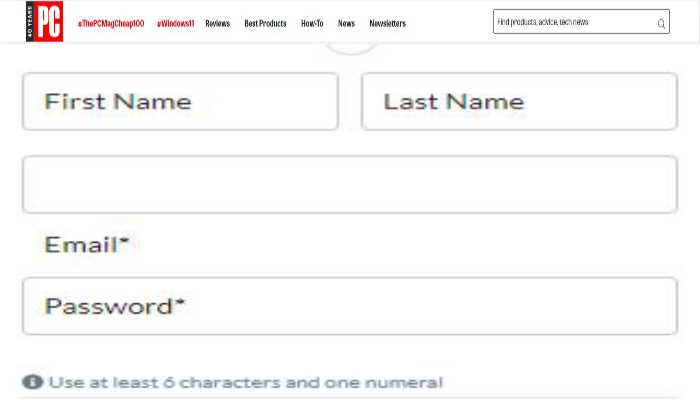 40 YEARS PC #ThePCMagCheap100 #Windows11 Reviews Best Products How-To News Newsletters Find products, advice, tech news
First Name Last Name
Email*
Password*
Use at least 6 characters and one numeral